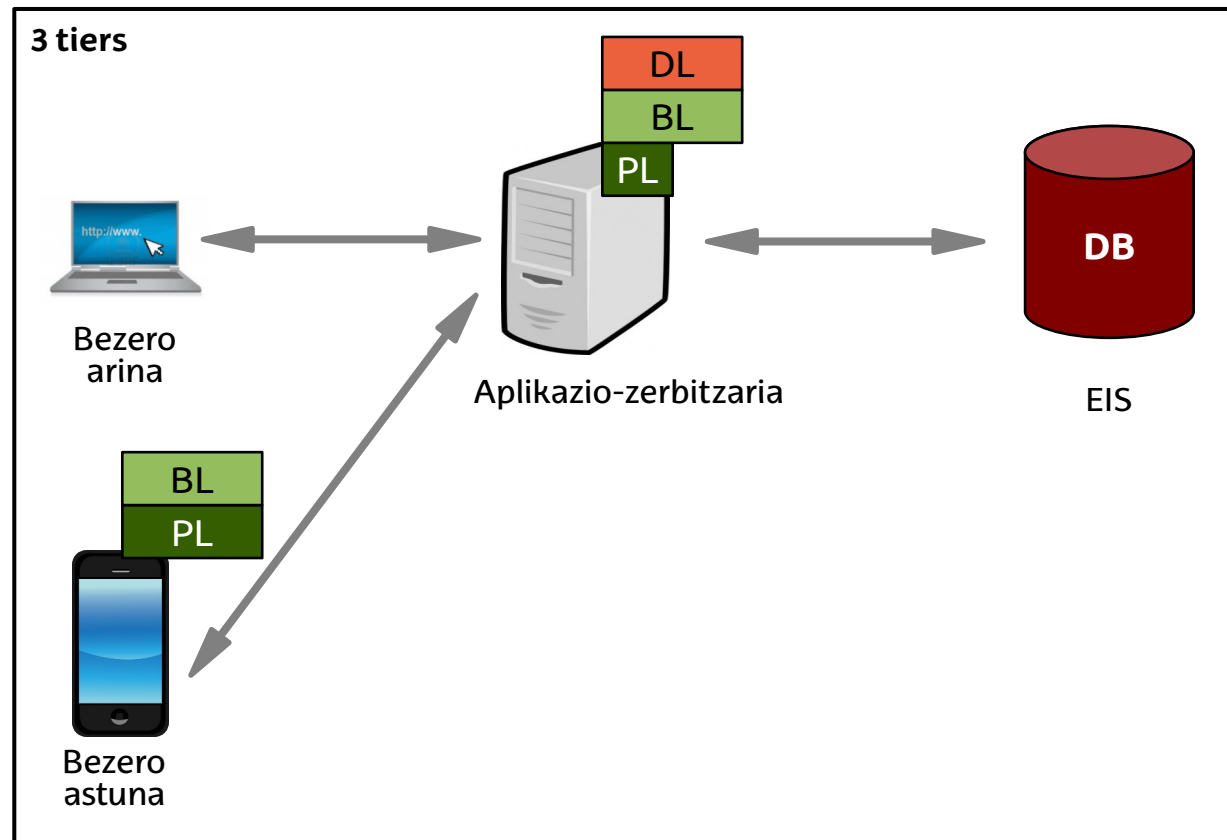 3 tiers
DL
BL
PL
http://www.
DB
Bezero
arina
Aplikazio-zerbitzaria
EIS
BL
PL
Bezero
astuna